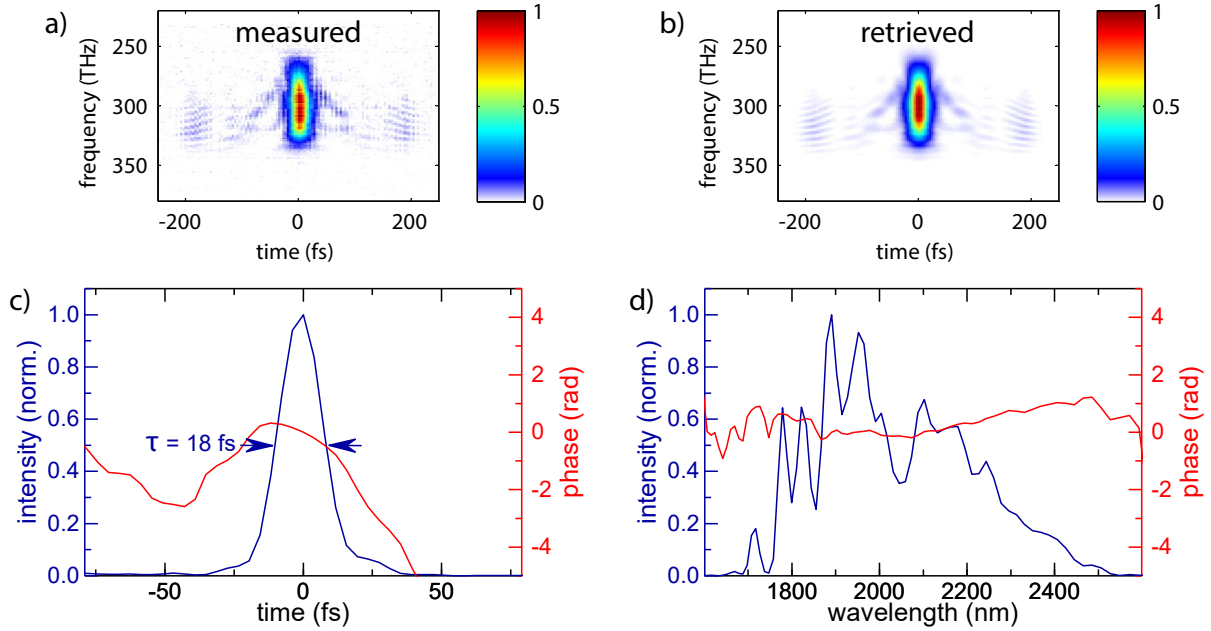 a)
measured
frequency (THz)
250
300
350
-200
0
200
time (fs)
1
0.5
0
b)
retrieved
frequency (THz)
250
300
350
-200
0
200
time (fs)
1
0.5
0
c)
intensity (norm.)
1.0
0.8
0.6
0.4
0.2
0.0
τ = 18 fs
-50
0
50
time (fs)
4
2
0
-2
-4
phase (rad)
d)
intensity (norm.)
1.0
0.8
0.6
0.4
0.2
0.0
1800
2000
2200
2400
wavelength (nm)
4
2
0
-2
-4
phase (rad)